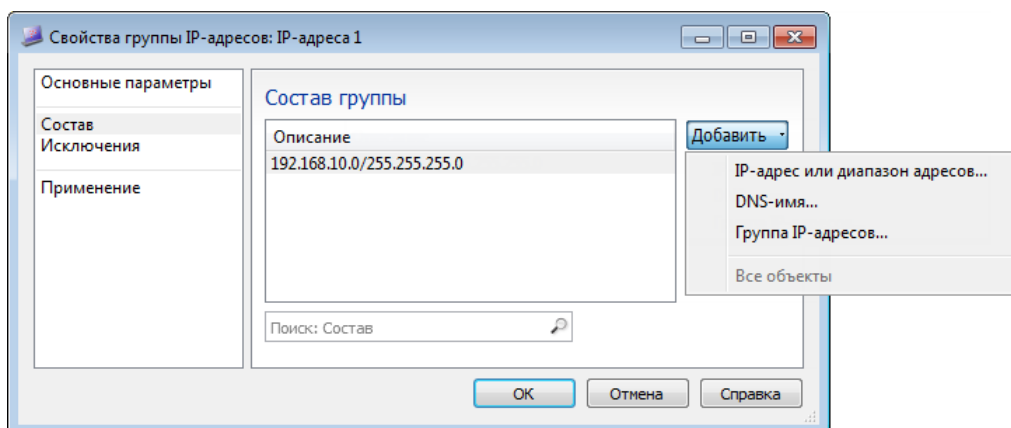 Свойства группы IP-адресов: IP-адреса 1
Основные параметры
Состав
Исключения
Применение
Состав группы
Описание
192.168.10.0/255.255.255.0
Добавить
IP-адрес или диапазон адресов...
DNS-имя...
Группа IP-адресов...
Все объекты
Поиск: Состав
ОК
Отмена
Справка